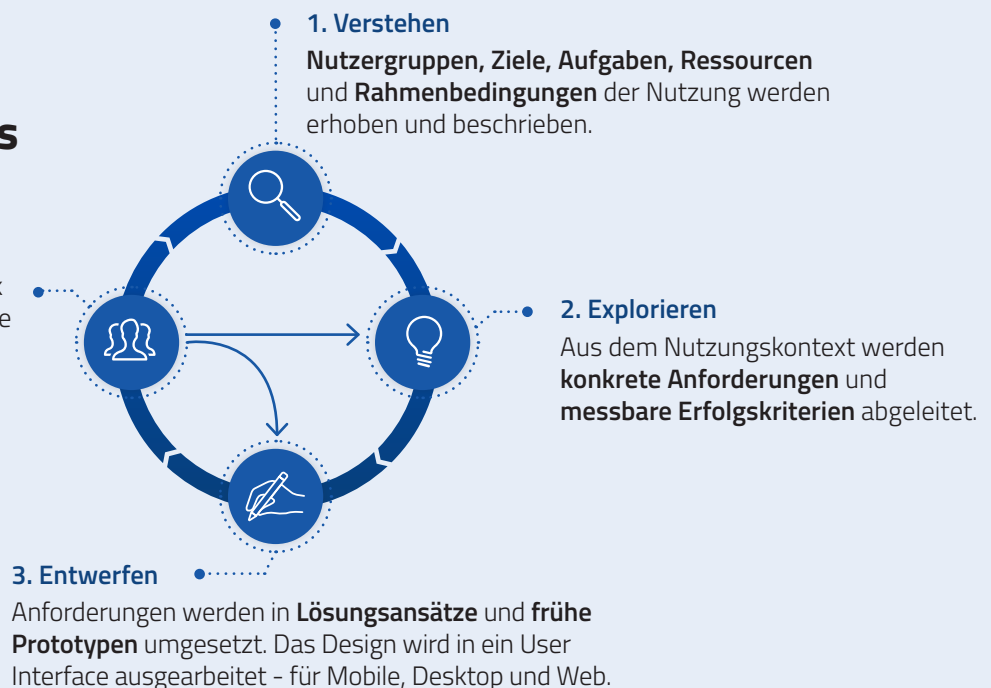 1. Verstehen
Nutzergruppen, Ziele, Aufgaben, Ressourcen
und Rahmenbedingungen der Nutzung werden
erhoben und beschrieben.
2. Explorieren
Aus dem Nutzungskontext werden
konkrete Anforderungen und
messbare Erfolgskriterien abgeleitet.
3. Entwerfen
Anforderungen werden in Lösungsansätze und frühe
Prototypen umgesetzt. Das Design wird in ein User
Interface ausgearbeitet - für Mobile, Desktop und Web.